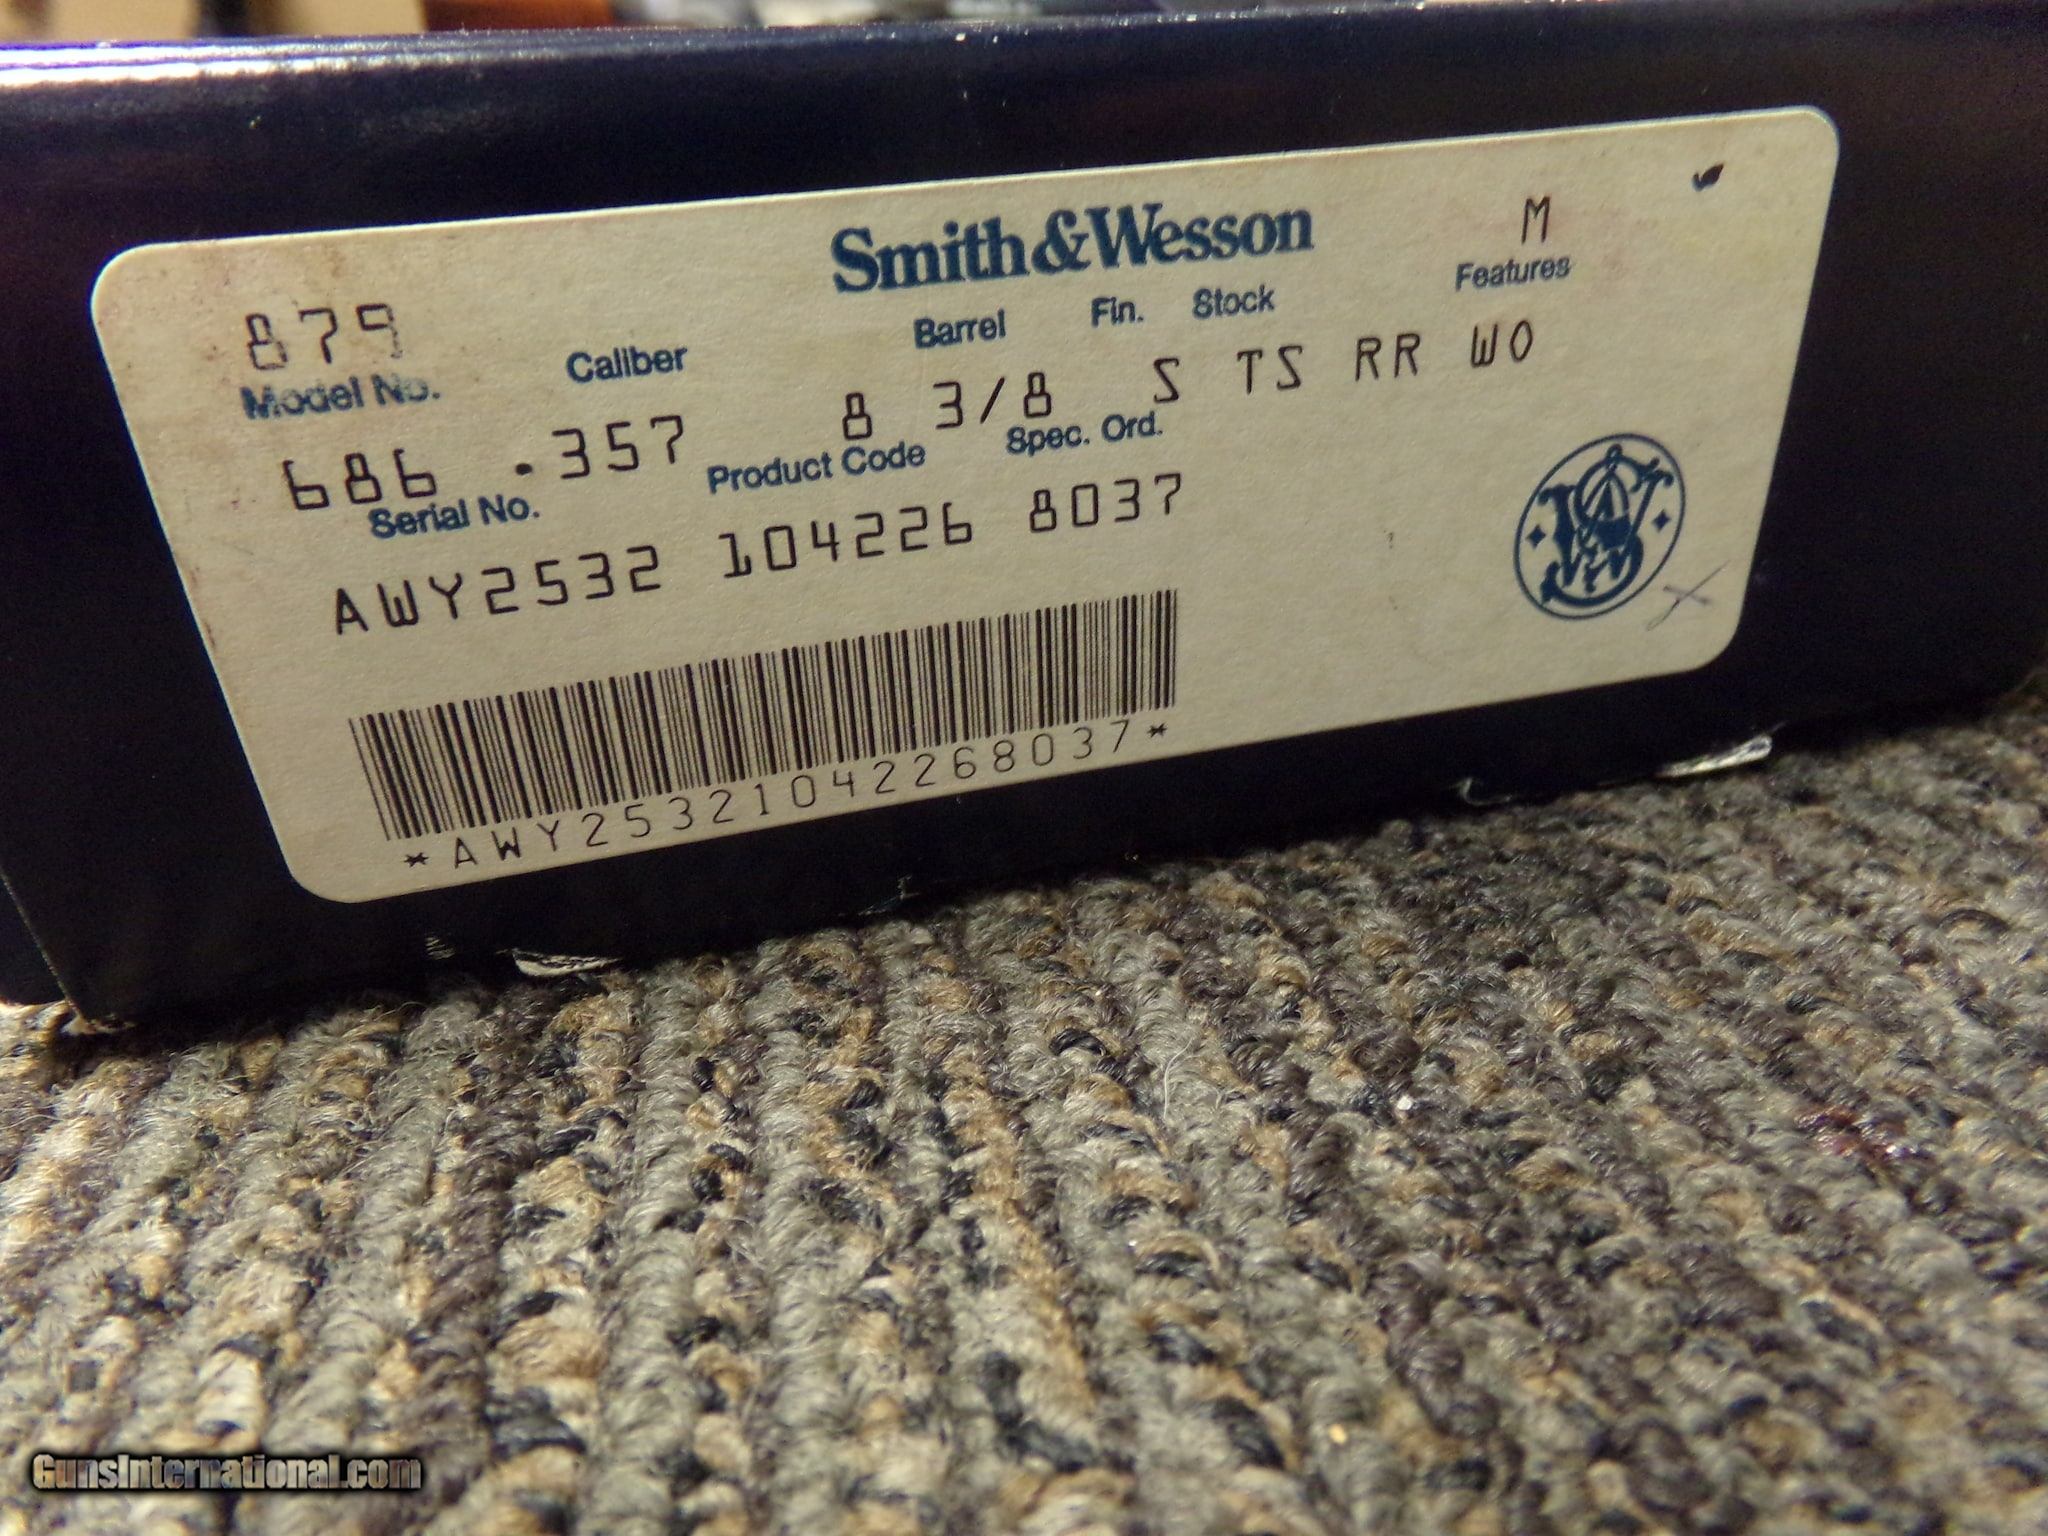 Smith & Wesson
M
879
Model No. Caliber Barrel Fin. Stock Features
686 .357 8 3/8 S TS RR WO
Serial No. Product Code Spec. Ord.
AWY2532 104226 8037
*AWY25321042268037*
GunsInternational.com